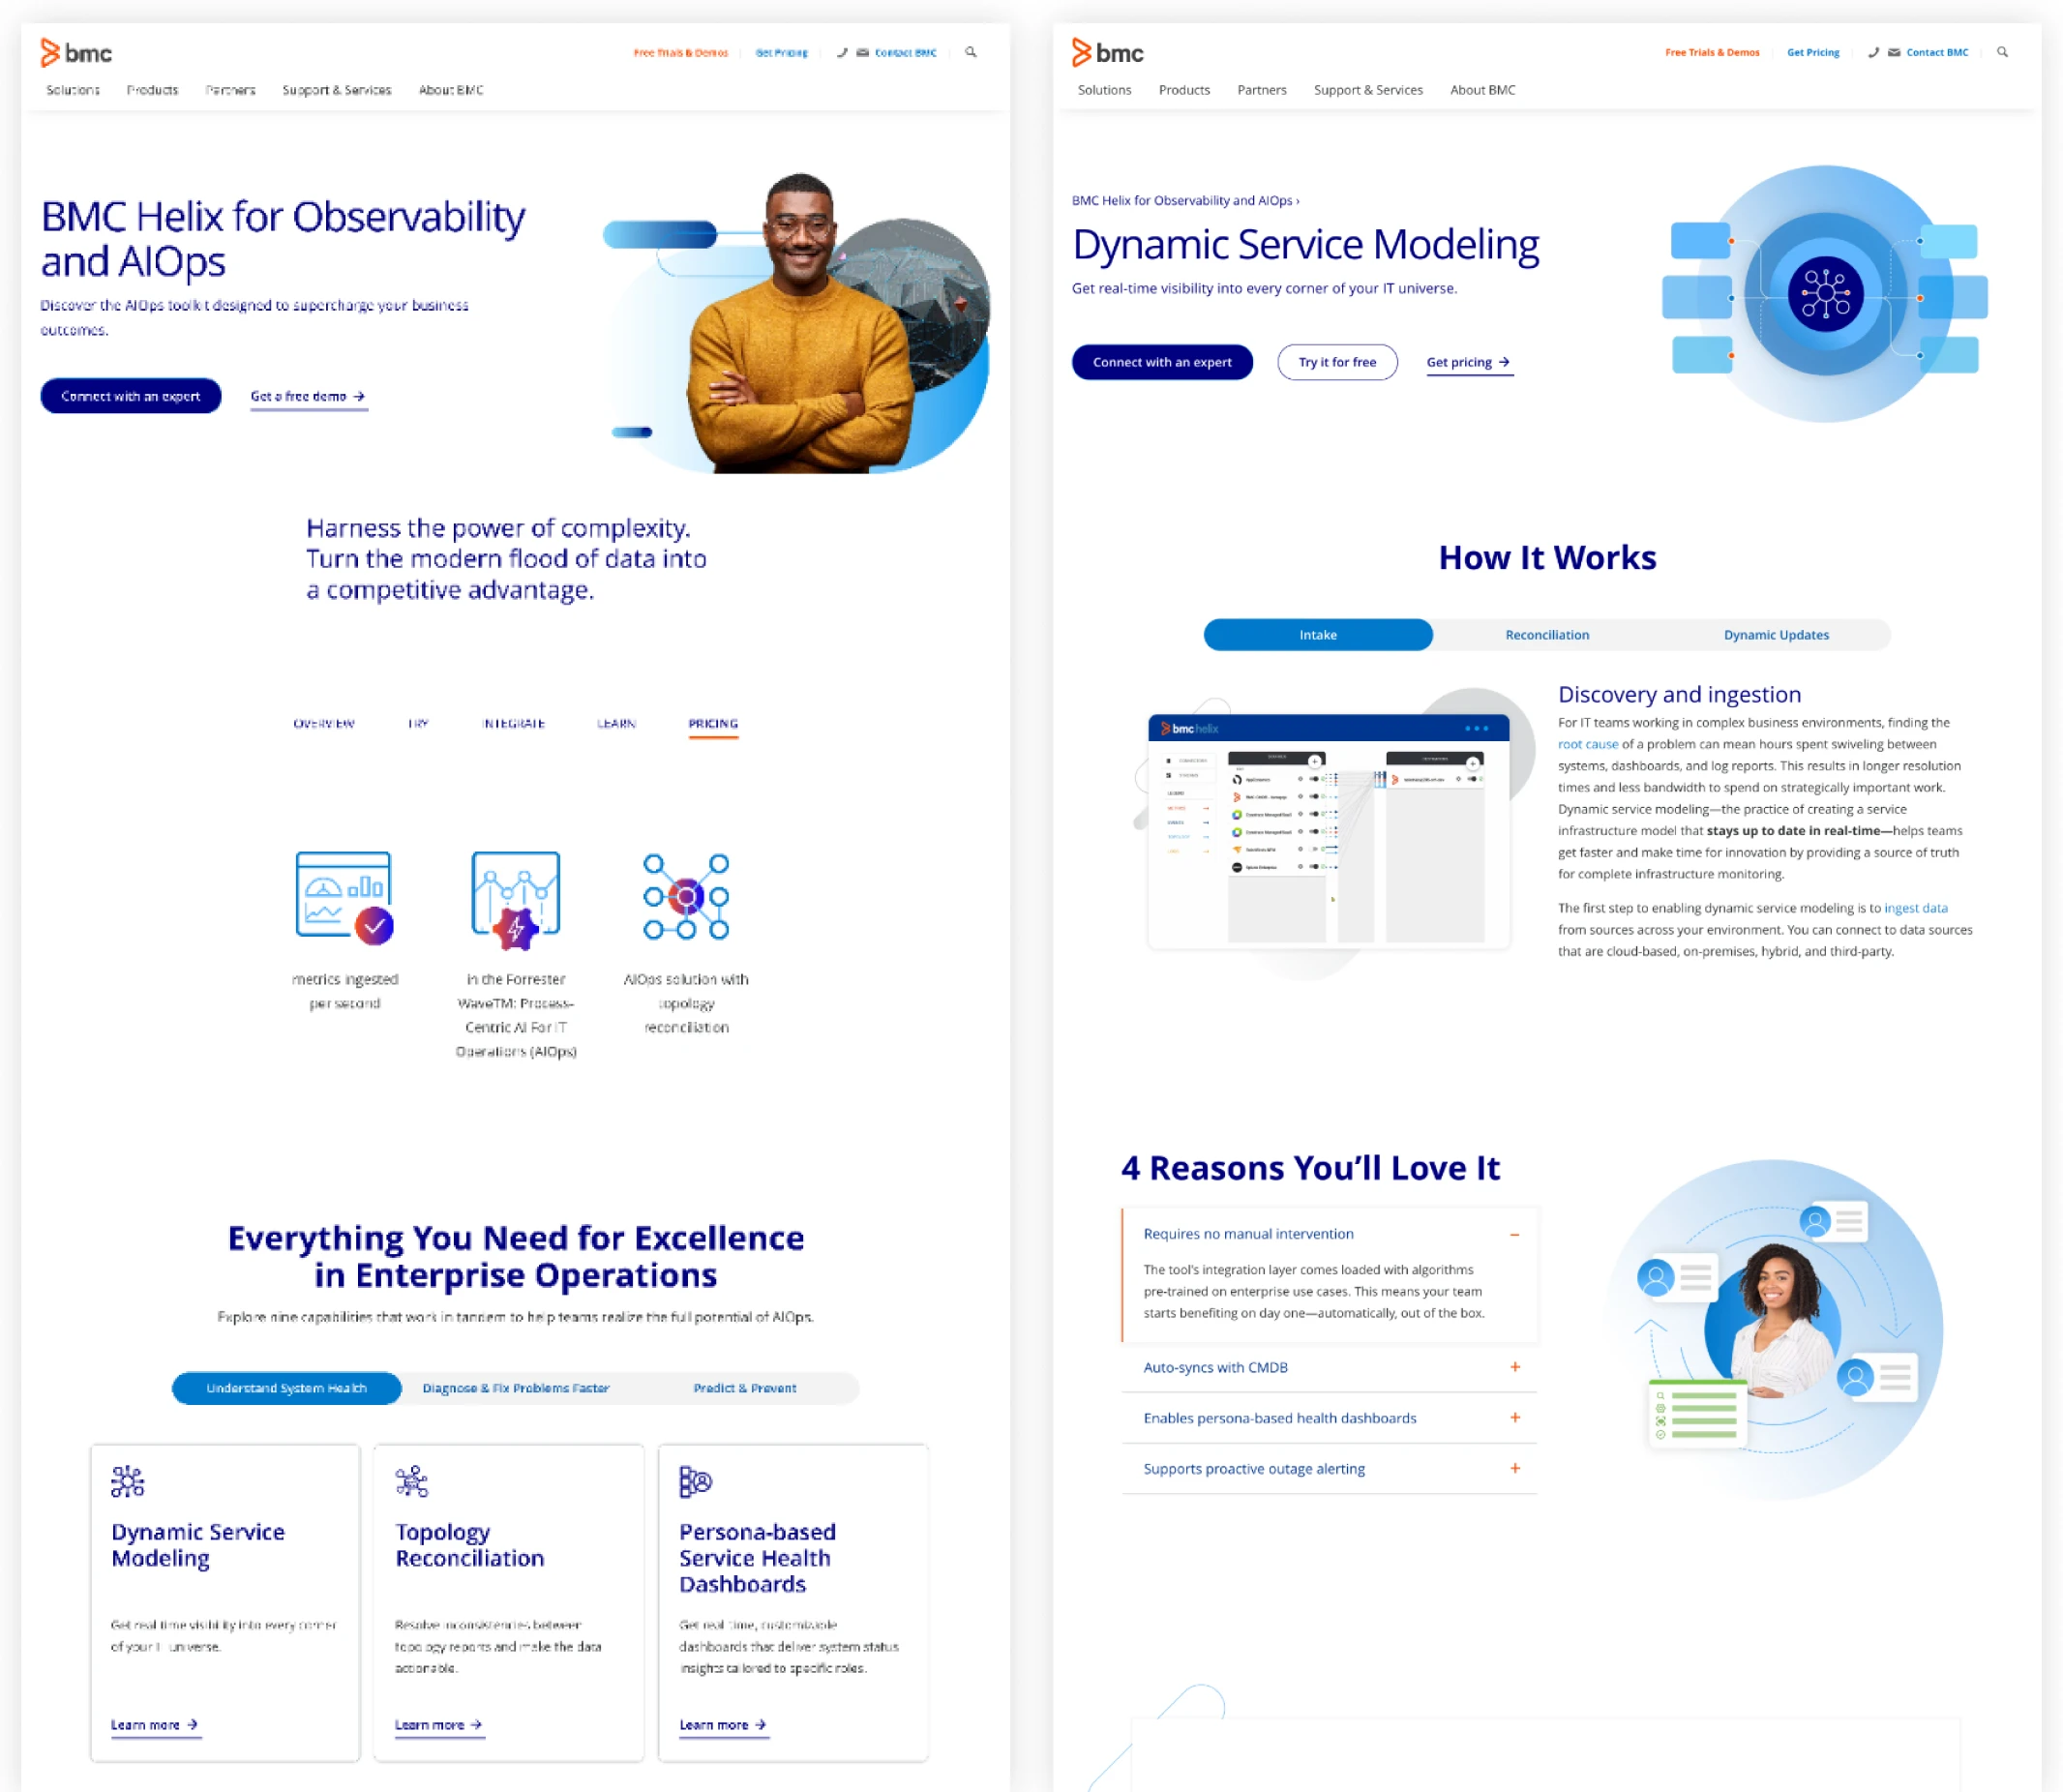 bmc
Free Trials & Demos
Get Pricing
Contact BMC
Solutions
Products
Partners
Support & Services
About BMC
BMC Helix for Observability
and AIOps
Discover the AIOps toolkit designed to supercharge your business
outcomes.
Connect with an expert
Get a free demo →
Harness the power of complexity.
Turn the modern flood of data into
a competitive advantage.
OVERVIEW
TRY
INTEGRATE
LEARN
PRICING
metrics ingested
per second
in the Forrester
WaveTM: Process-
Centric AI For IT
Operations (AIOps)
AIOps solution with
topology
reconciliation
Everything You Need for Excellence
in Enterprise Operations
Explore nine capabilities that work in tandem to help teams realize the full potential of AIOps.
Understand System Health
Diagnose & Fix Problems Faster
Predict & Prevent
Dynamic Service
Modeling
Get real time visibility into every corner
of your IT universe.
Learn more →
Topology
Reconciliation
Resolve inconsistencies between
topology reports and make the data
actionable.
Learn more →
Persona-based
Service Health
Dashboards
Get real time, customizable
dashboards that deliver system status
insights tailored to specific roles.
Learn more →
bmc
Free Trials & Demos
Get Pricing
Contact BMC
Solutions
Products
Partners
Support & Services
About BMC
BMC Helix for Observability and AIOps ›
Dynamic Service Modeling
Get real-time visibility into every corner of your IT universe.
Connect with an expert
Try it for free
Get pricing →
How It Works
Intake
Reconciliation
Dynamic Updates
bmc helix
Discovery and ingestion
For IT teams working in complex business environments, finding the
root cause of a problem can mean hours spent swiveling between
systems, dashboards, and log reports. This results in longer resolution
times and less bandwidth to spend on strategically important work.
Dynamic service modeling—the practice of creating a service
infrastructure model that stays up to date in real-time—helps teams
get faster and make time for innovation by providing a source of truth
for complete infrastructure monitoring.
The first step to enabling dynamic service modeling is to ingest data
from sources across your environment. You can connect to data sources
that are cloud-based, on-premises, hybrid, and third-party.
4 Reasons You’ll Love It
Requires no manual intervention
The tool's integration layer comes loaded with algorithms
pre-trained on enterprise use cases. This means your team
starts benefiting on day one—automatically, out of the box.
Auto-syncs with CMDB
Enables persona-based health dashboards
Supports proactive outage alerting